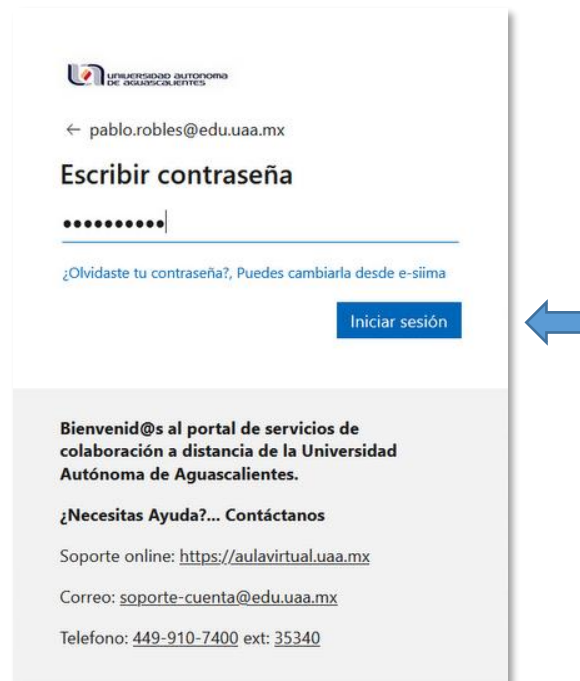 universidad autonoma
de aguascalientes
← pablo.robles@edu.uaa.mx
Escribir contraseña
••••••••••
¿Olvidaste tu contraseña?, Puedes cambiarla desde e-siima
Iniciar sesión
Bienvenid@s al portal de servicios de
colaboración a distancia de la Universidad
Autónoma de Aguascalientes.
¿Necesitas Ayuda?... Contáctanos
Soporte online: https://aulavirtual.uaa.mx
Correo: soporte-cuenta@edu.uaa.mx
Telefono: 449-910-7400 ext: 35340